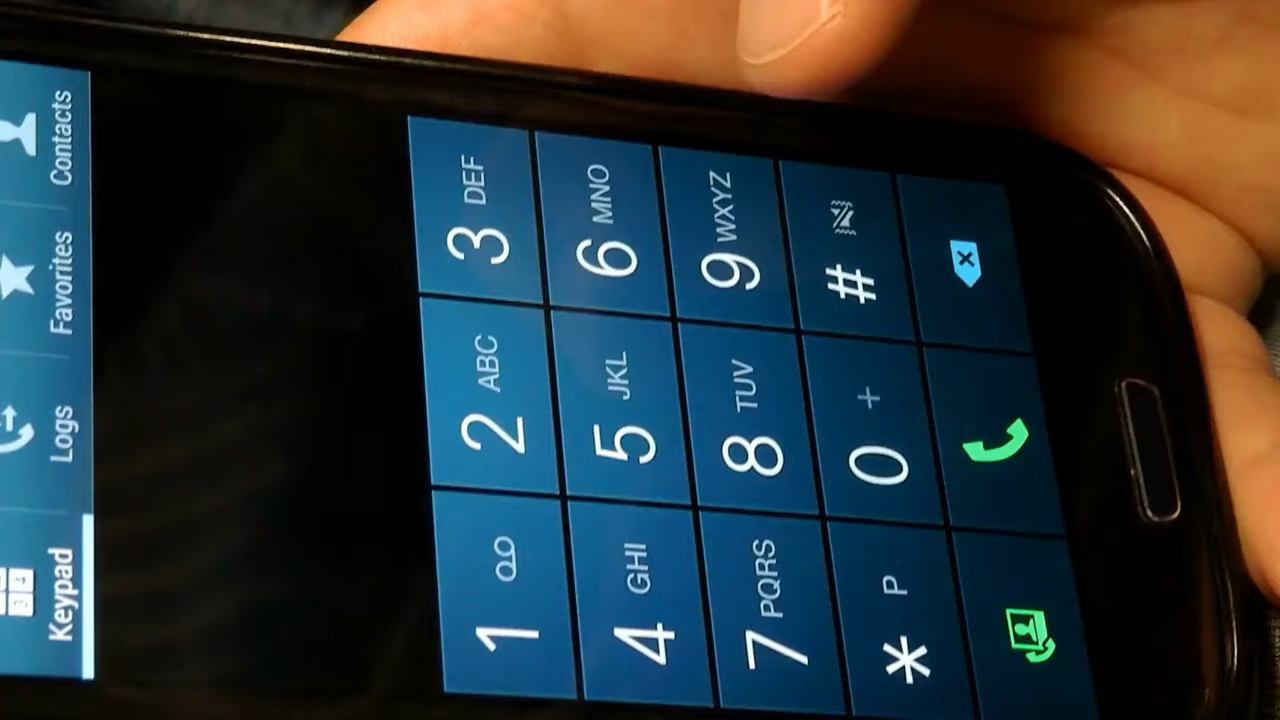 Keypad Logs Favorites Contacts
1 2 ABC 3 DEF
4 GHI 5 JKL 6 MNO
7 PQRS 8 TUV 9 WXYZ
* P 0 + #